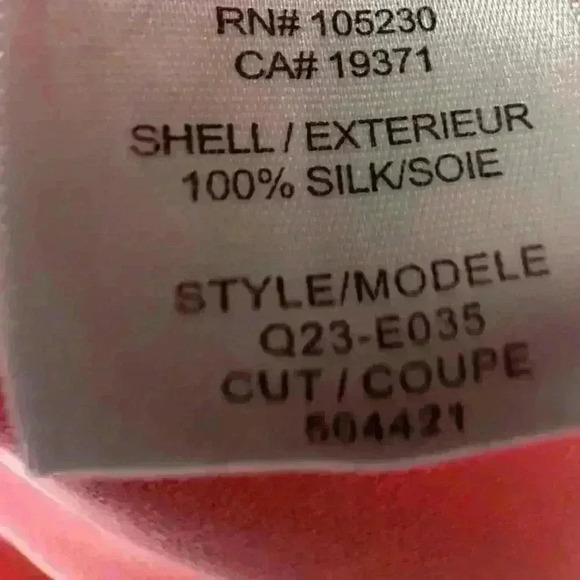 RN# 105230
CA# 19371
SHELL / EXTERIEUR
100% SILK/SOIE
STYLE/MODELE
Q23-E035
CUT / COUPE
504421